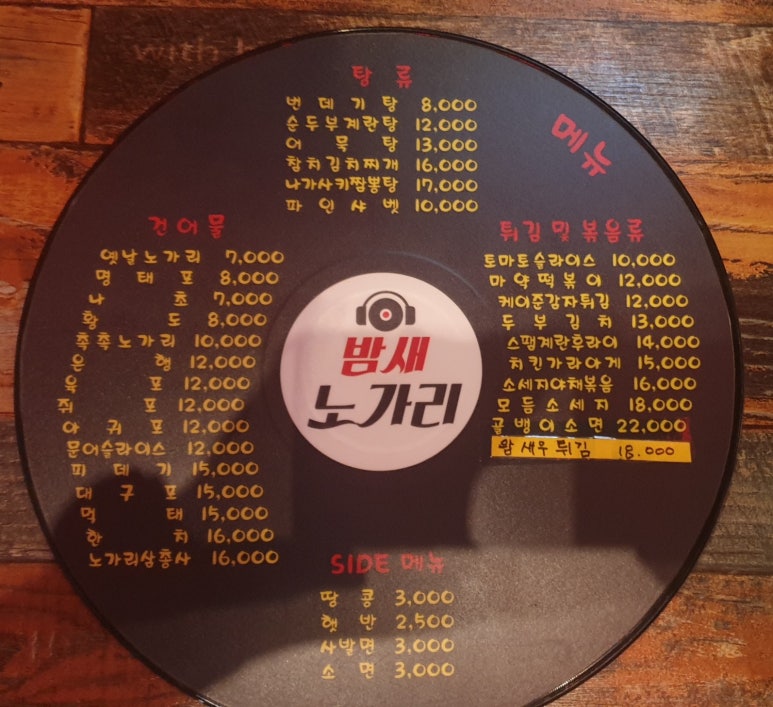 메뉴
탕류
번데기탕 8,000
순두부계란탕 12,000
어묵탕 13,000
참치김치찌개 16,000
나가사키짬뽕탕 17,000
파인샤벳 10,000
건어물
옛날노가리 7,000
명태포 8,000
나초 7,000
황도 8,000
촉촉노가리 10,000
은행 12,000
육포 12,000
쥐포 12,000
아귀포 12,000
문어슬라이스 12,000
피데기 15,000
대구포 15,000
먹태 15,000
한치 16,000
노가리삼총사 16,000
밤새
노가리
튀김 및 볶음류
토마토슬라이스 10,000
마약떡볶이 12,000
케이준감자튀김 12,000
두부김치 13,000
스팸계란후라이 14,000
치킨가라아게 15,000
소세지야채볶음 16,000
모듬소세지 18,000
골뱅이소면 22,000
왕새우튀김 18.000
SIDE 메뉴
땅콩 3,000
햇반 2,500
사발면 3,000
소면 3,000